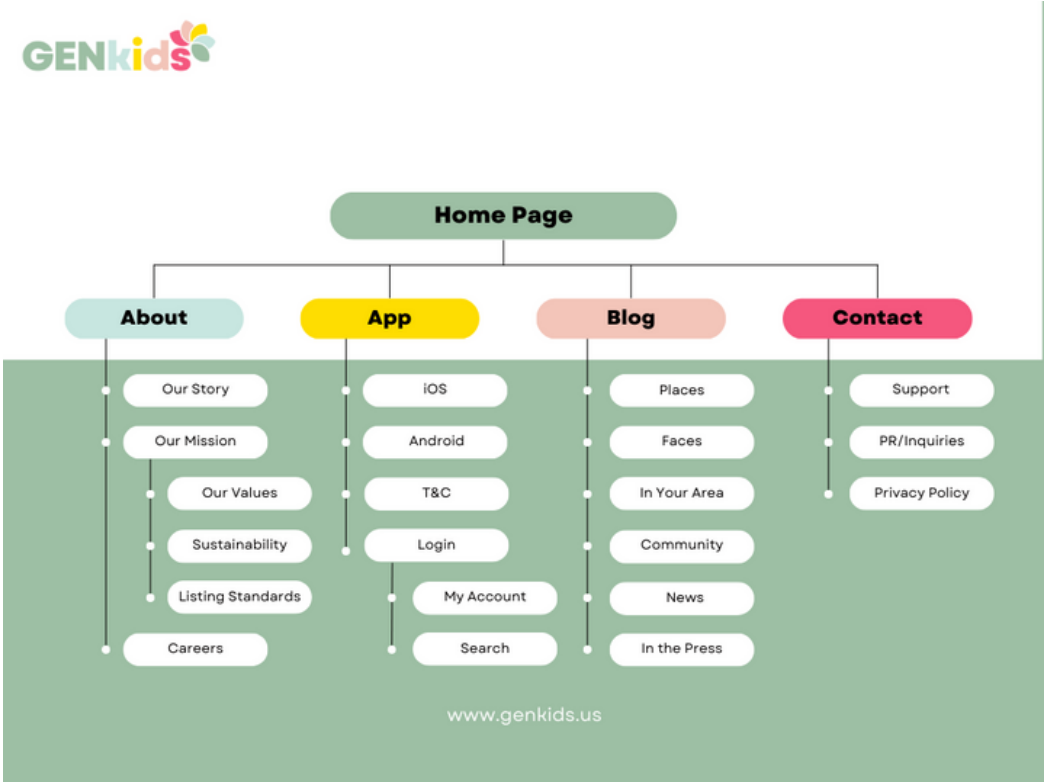 GENkids
Home Page
About
App
Blog
Contact
Our Story
Our Mission
Our Values
Sustainability
Listing Standards
Careers
iOS
Android
T&C
Login
My Account
Search
Places
Faces
In Your Area
Community
News
In the Press
Support
PR/Inquiries
Privacy Policy
www.genkids.us